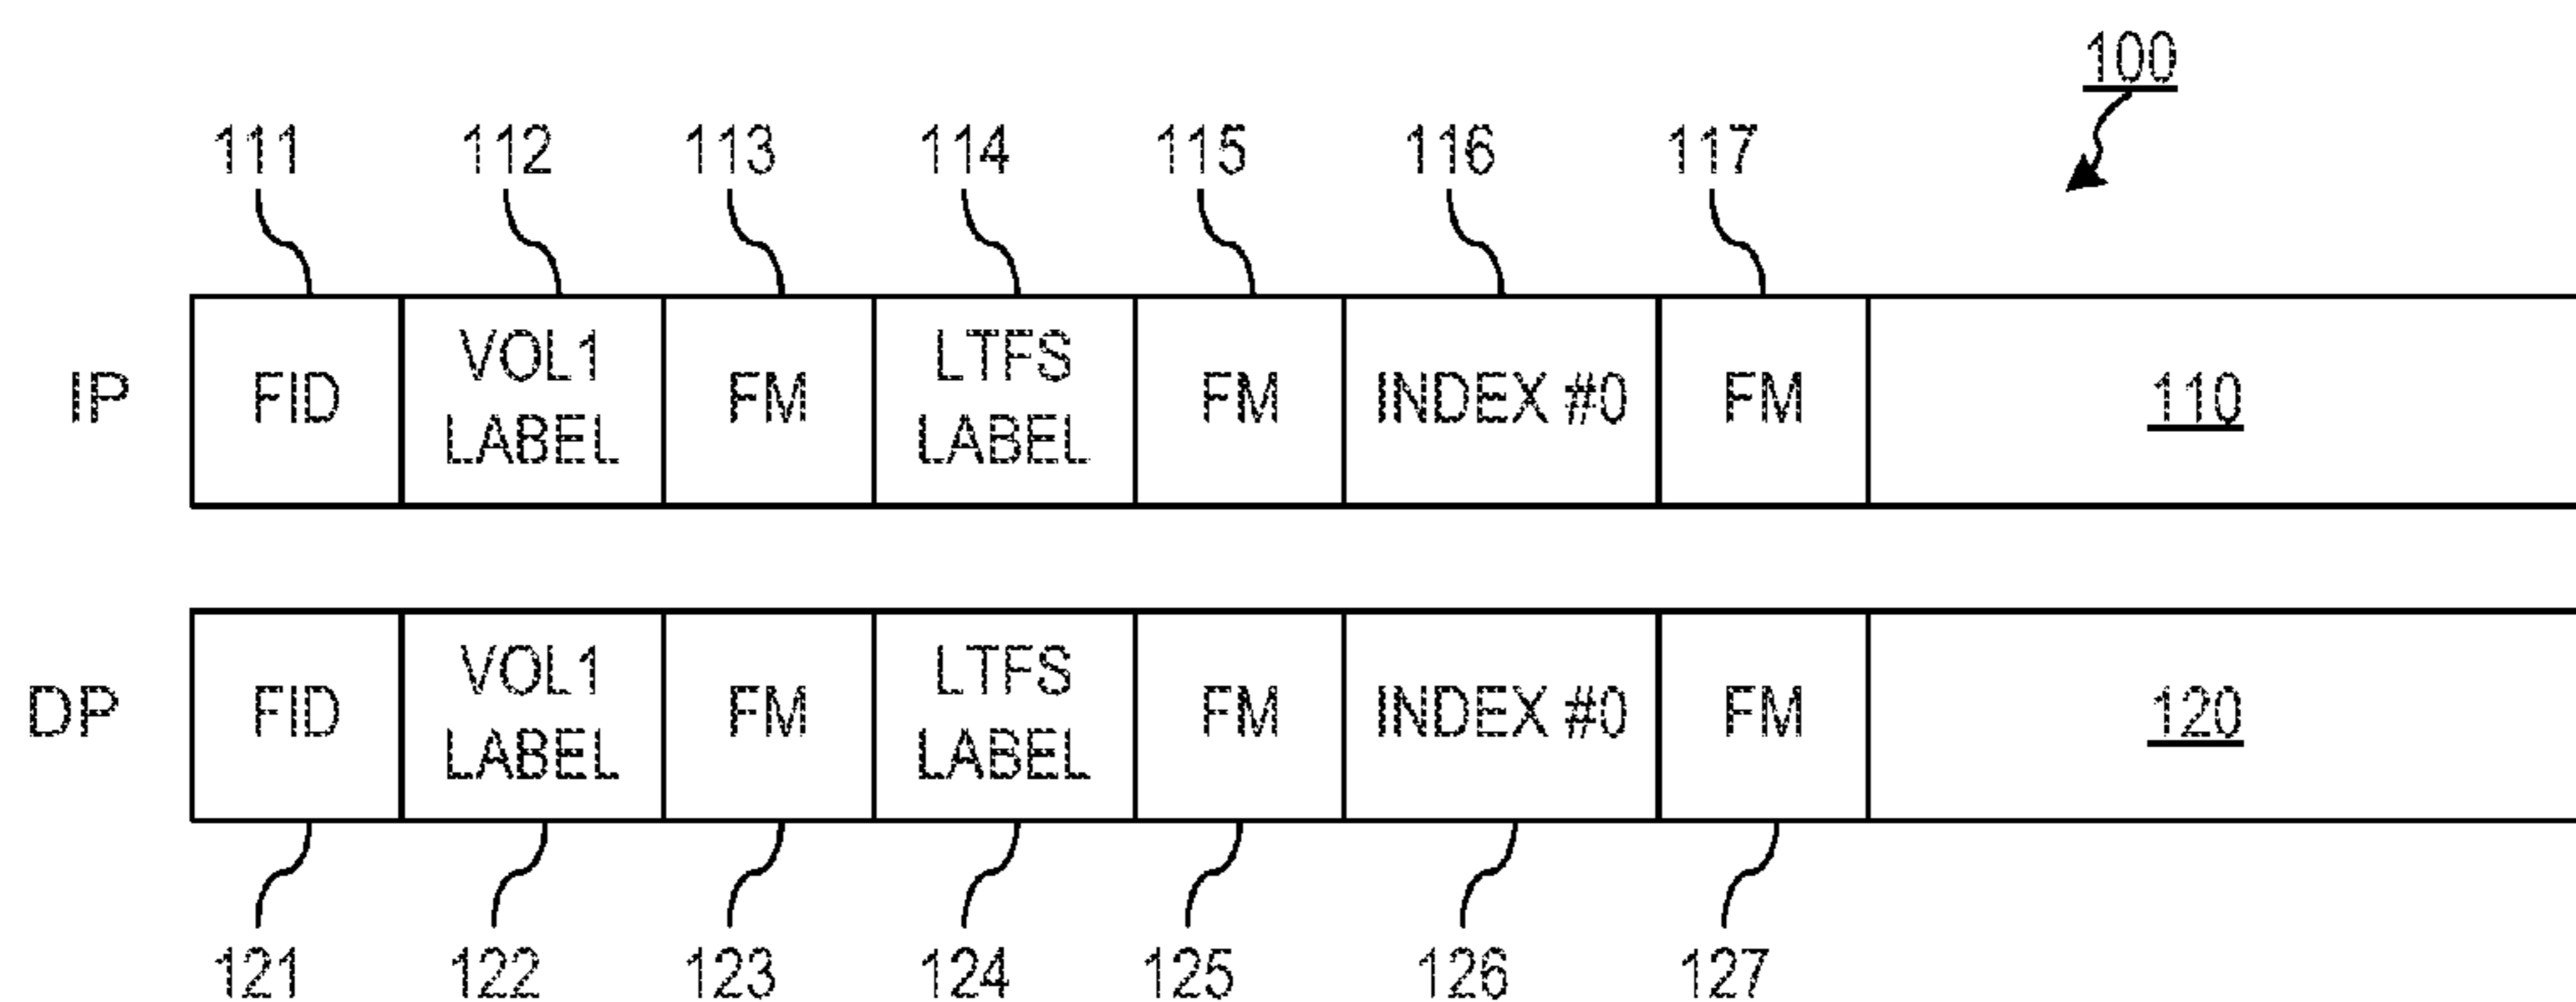 100
111 112 113 114 115 116 117
IP FID VOL1 LABEL FM LTFS LABEL FM INDEX #0 FM 110
DP FID VOL1 LABEL FM LTFS LABEL FM INDEX #0 FM 120
121 122 123 124 125 126 127